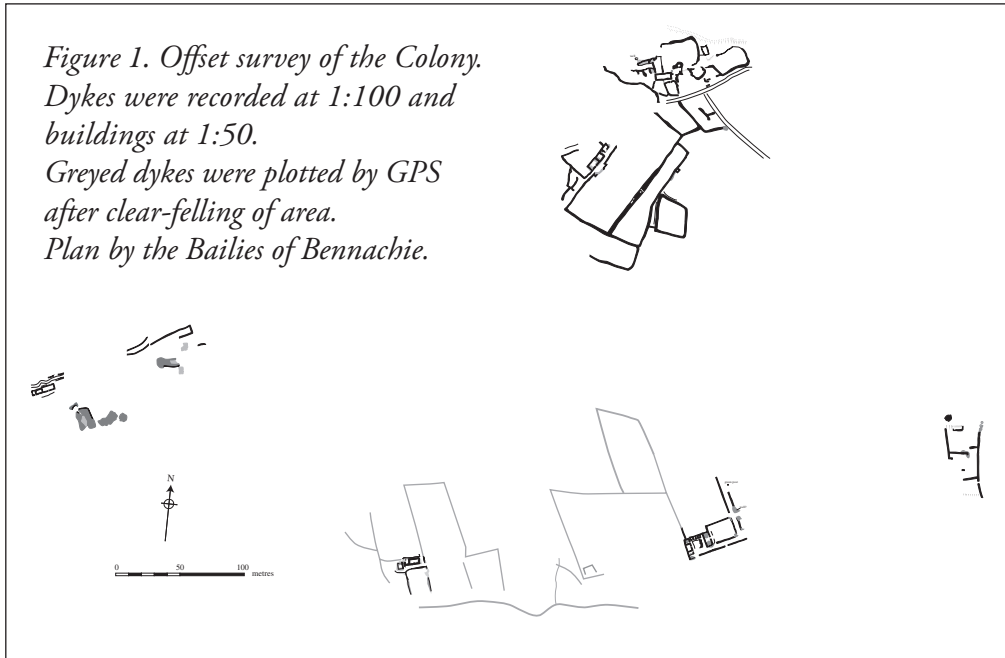 Figure 1. Offset survey of the Colony.
Dykes were recorded at 1:100 and
buildings at 1:50.
Greyed dykes were plotted by GPS
after clear-felling of area.
Plan by the Bailies of Bennachie.
N
0 50 100
metres